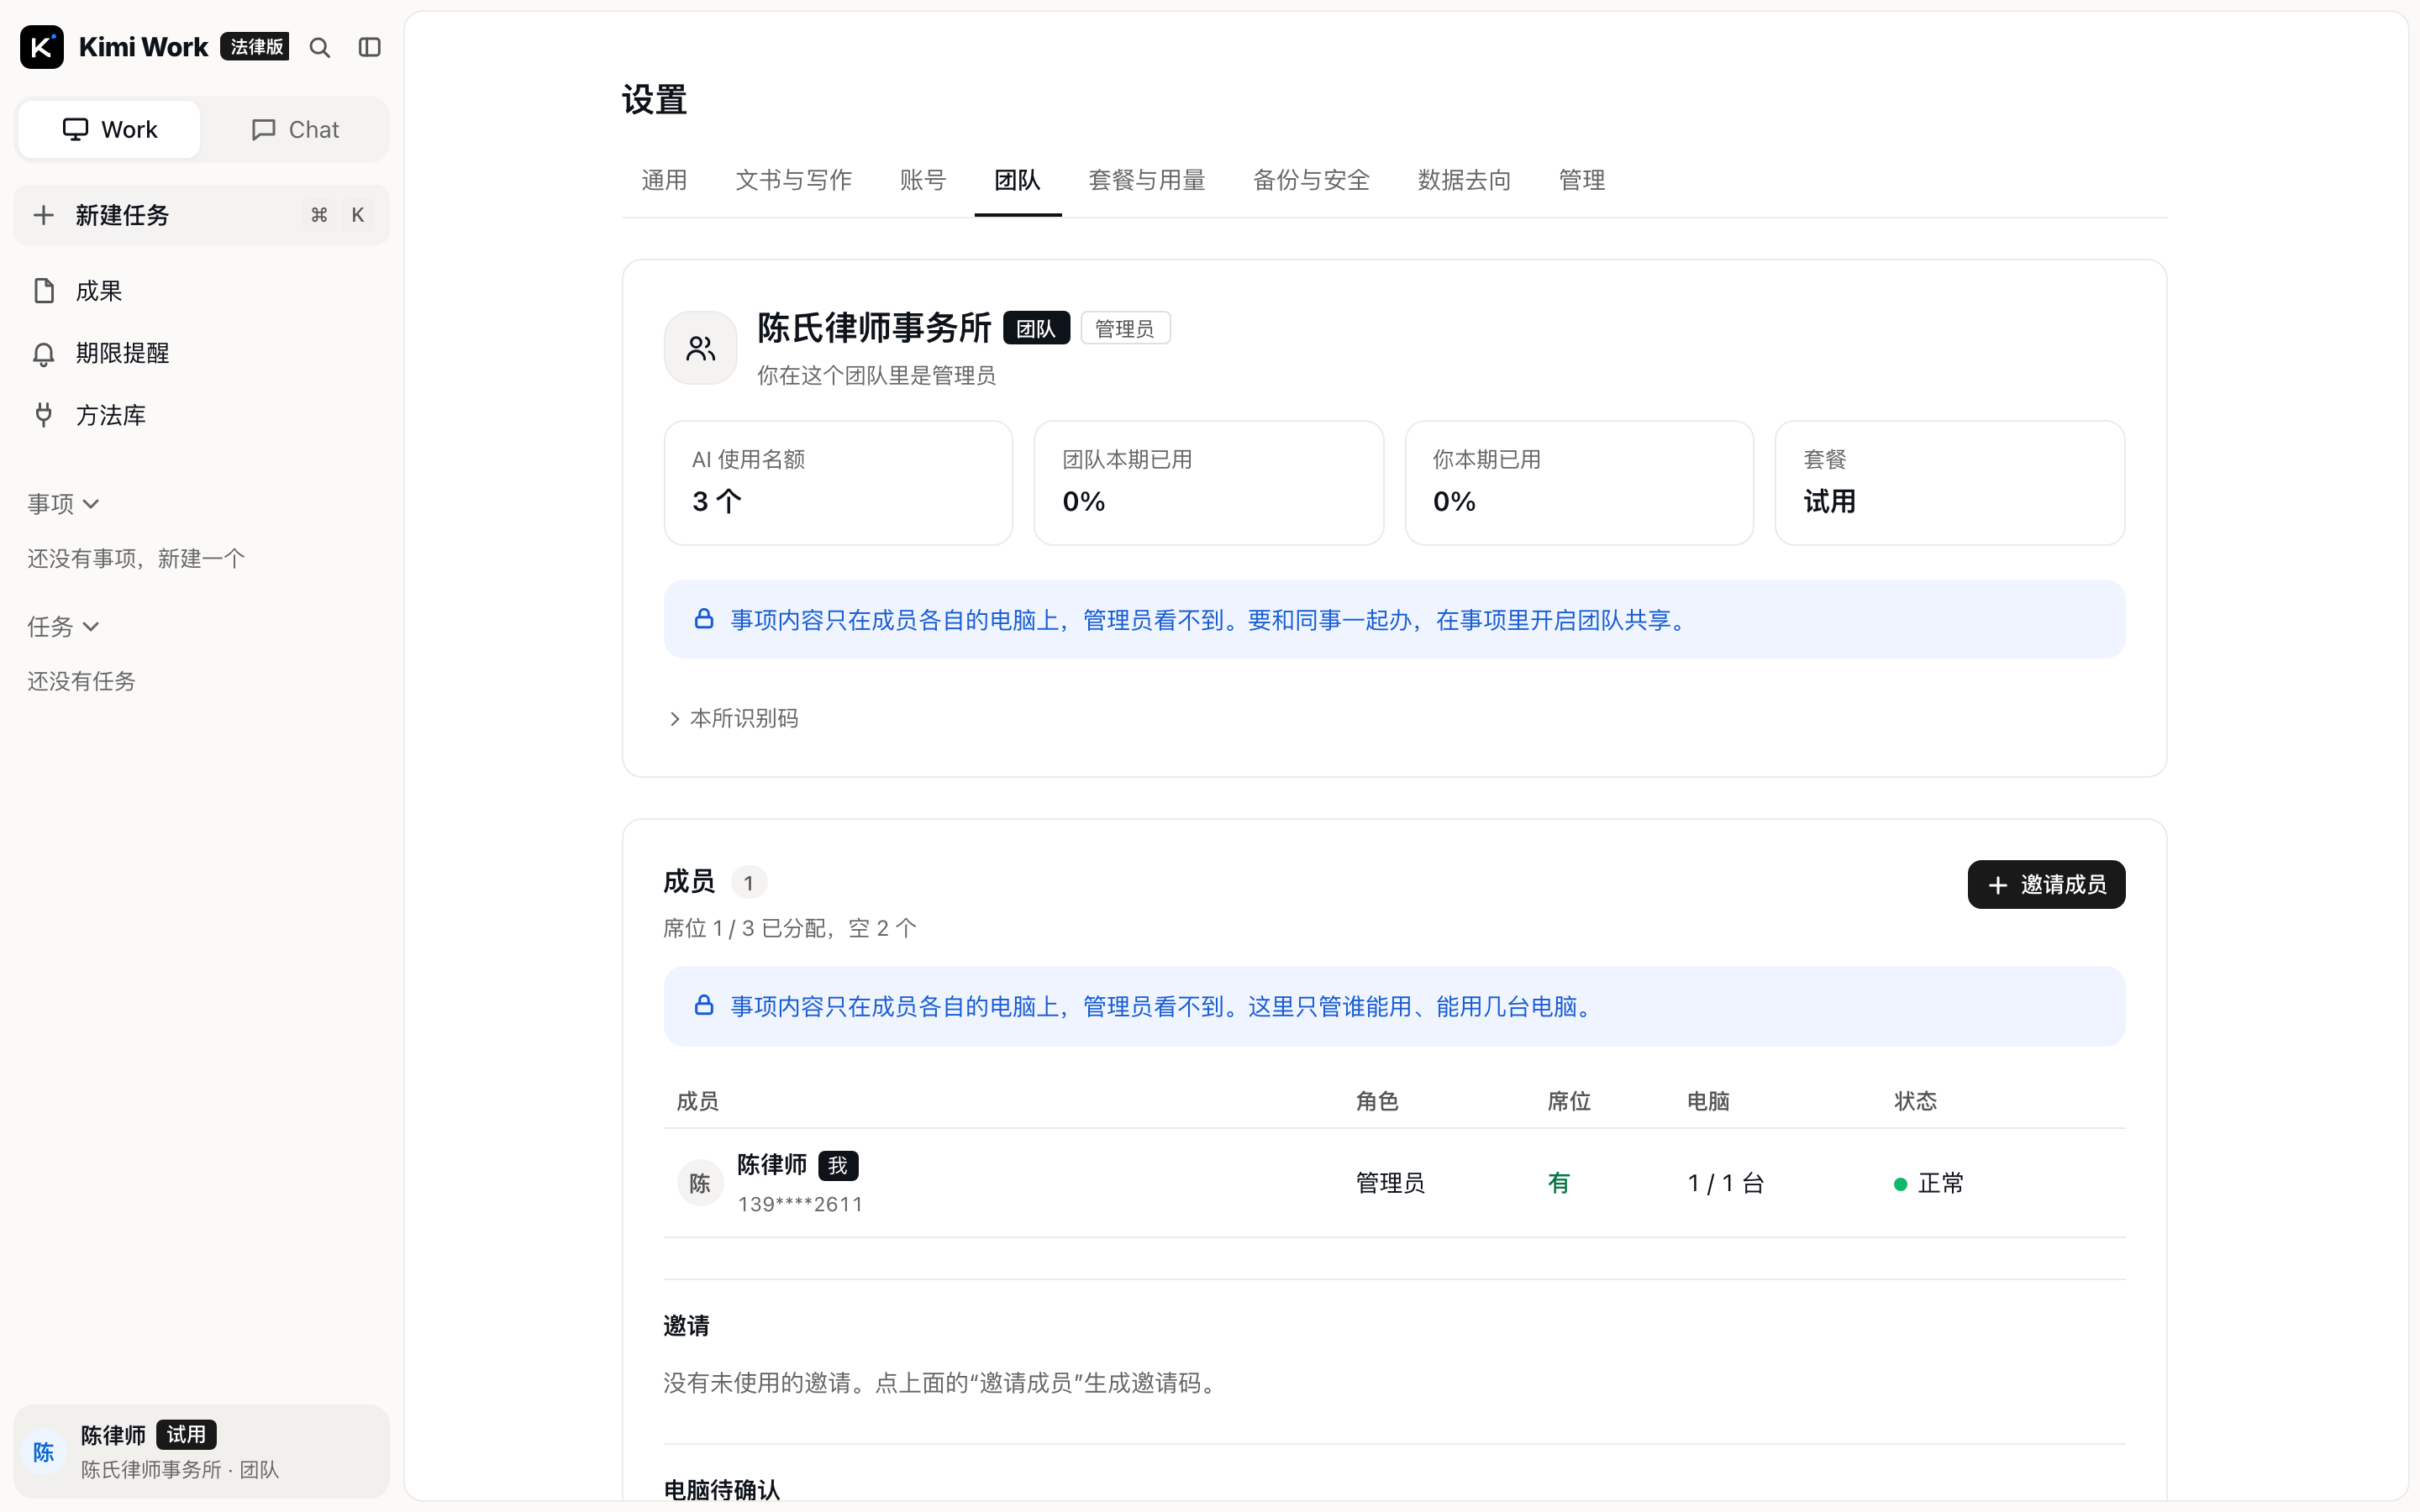 Kimi Work 法律版
Work
Chat
新建任务 ⌘ K
成果
期限提醒
方法库
事项
还没有事项，新建一个
任务
还没有任务
陈
陈律师 试用
陈氏律师事务所 · 团队
设置
通用 文书与写作 账号 团队 套餐与用量 备份与安全 数据去向 管理
陈氏律师事务所 团队 管理员
你在这个团队里是管理员
AI 使用名额
3 个
团队本期已用
0%
你本期已用
0%
套餐
试用
事项内容只在成员各自的电脑上，管理员看不到。要和同事一起办，在事项里开启团队共享。
本所识别码
成员 1
邀请成员
席位 1 / 3 已分配，空 2 个
事项内容只在成员各自的电脑上，管理员看不到。这里只管谁能用、能用几台电脑。
成员 角色 席位 电脑 状态
陈
陈律师 我
139****2611
管理员 有 1 / 1 台 正常
邀请
没有未使用的邀请。点上面的“邀请成员”生成邀请码。
电脑待确认